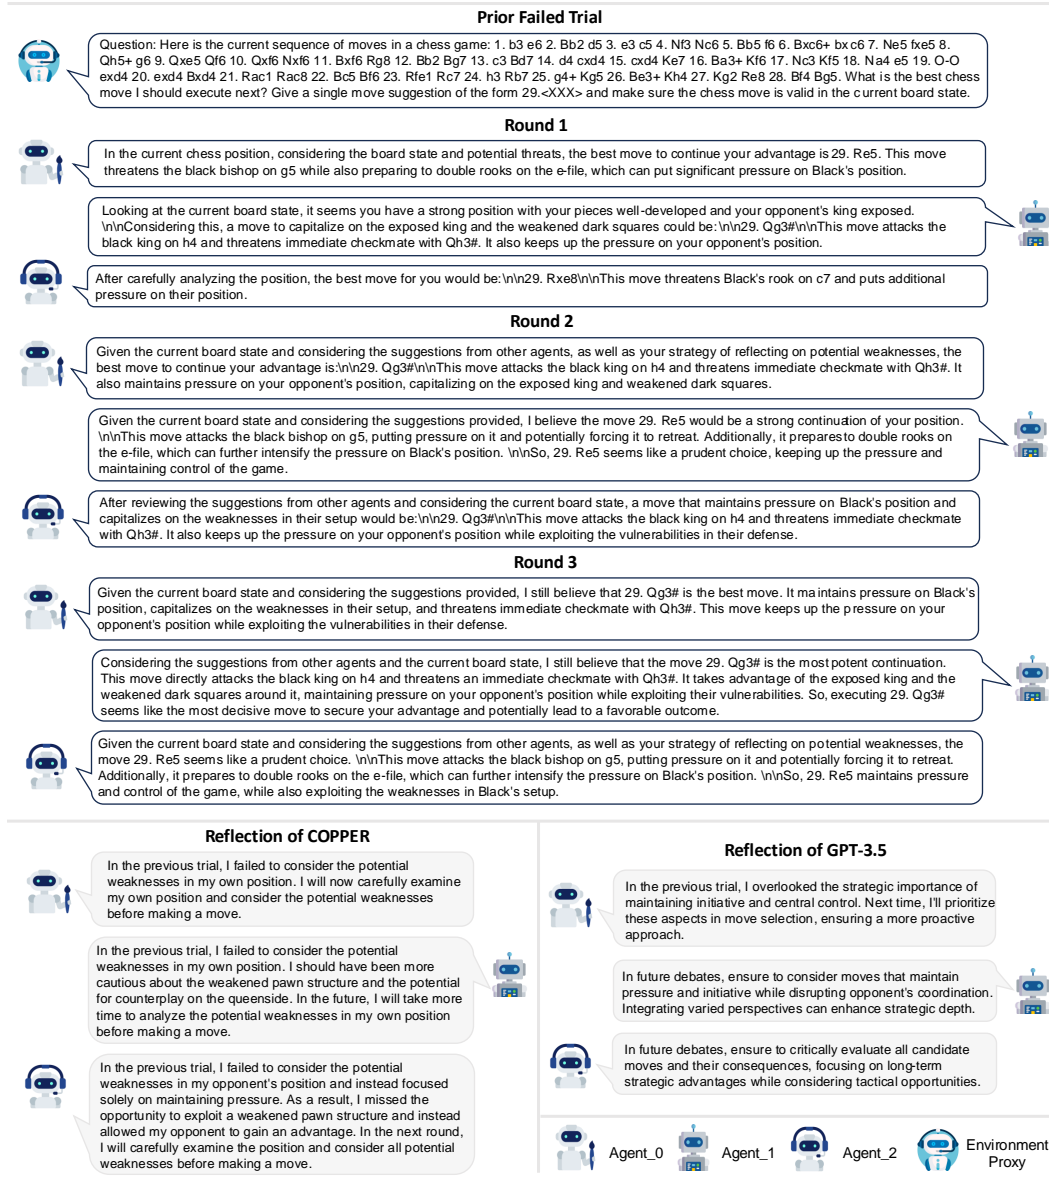 Prior Failed Trial
Question: Here is the current sequence of moves in a chess game: 1. b3 e6 2. Bb2 d5 3. e3 c5 4. Nf3 Nc6 5. Bb5 f6 6. Bxc6+ bxc6 7. Ne5 fxe5 8.
Qh5+ g6 9. Qxe5 Qf6 10. Qxf6 Nxf6 11. Bxf6 Rg8 12. Bb2 Bg7 13. c3 Bd7 14. d4 cxd4 15. cxd4 Ke7 16. Ba3+ Kf6 17. Nc3 Kf5 18. Na4 e5 19. O-O
exd4 20. exd4 Bxd4 21. Rac1 Rac8 22. Bc5 Bf6 23. Rfe1 Rc7 24. h3 Rb7 25. g4+ Kg5 26. Be3+ Kh4 27. Kg2 Re8 28. Bf4 Bg5. What is the best chess
move I should execute next? Give a single move suggestion of the form 29.<XXX> and make sure the chess move is valid in the current board state.
Round 1
In the current chess position, considering the board state and potential threats, the best move to continue your advantage is 29. Re5. This move
threatens the black bishop on g5 while also preparing to double rooks on the e-file, which can put significant pressure on Black's position.
Looking at the current board state, it seems you have a strong position with your pieces well-developed and your opponent's king exposed.
\n\nConsidering this, a move to capitalize on the exposed king and the weakened dark squares could be:\n\n29. Qg3#\n\nThis move attacks the
black king on h4 and threatens immediate checkmate with Qh3#. It also keeps up the pressure on your opponent's position.
After carefully analyzing the position, the best move for you would be:\n\n29. Rxe8\n\nThis move threatens Black's rook on c7 and puts additional
pressure on their position.
Round 2
Given the current board state and considering the suggestions from other agents, as well as your strategy of reflecting on potential weaknesses, the
best move to continue your advantage is:\n\n29. Qg3#\n\nThis move attacks the black king on h4 and threatens immediate checkmate with Qh3#. It
also maintains pressure on your opponent's position, capitalizing on the exposed king and weakened dark squares.
Given the current board state and considering the suggestions provided, I believe the move 29. Re5 would be a strong continuation of your position.
\n\nThis move attacks the black bishop on g5, putting pressure on it and potentially forcing it to retreat. Additionally, it prepares to double rooks on
the e-file, which can further intensify the pressure on Black's position. \n\nSo, 29. Re5 seems like a prudent choice, keeping up the pressure and
maintaining control of the game.
After reviewing the suggestions from other agents and considering the current board state, a move that maintains pressure on Black's position and
capitalizes on the weaknesses in their setup would be:\n\n29. Qg3#\n\nThis move attacks the black king on h4 and threatens immediate checkmate
with Qh3#. It also keeps up the pressure on your opponent's position while exploiting the vulnerabilities in their defense.
Round 3
Given the current board state and considering the suggestions provided, I still believe that 29. Qg3# is the best move. It maintains pressure on Black's
position, capitalizes on the weaknesses in their setup, and threatens immediate checkmate with Qh3#. This move keeps up the pressure on your
opponent's position while exploiting the vulnerabilities in their defense.
Considering the suggestions from other agents and the current board state, I still believe that the move 29. Qg3# is the most potent continuation.
This move directly attacks the black king on h4 and threatens an immediate checkmate with Qh3#. It takes advantage of the exposed king and the
weakened dark squares around it, maintaining pressure on your opponent's position while exploiting their vulnerabilities. So, executing 29. Qg3#
seems like the most decisive move to secure your advantage and potentially lead to a favorable outcome.
Given the current board state and considering the suggestions from other agents, as well as your strategy of reflecting on potential weaknesses, the
move 29. Re5 seems like a prudent choice. \n\nThis move attacks the black bishop on g5, putting pressure on it and potentially forcing it to retreat.
Additionally, it prepares to double rooks on the e-file, which can further intensify the pressure on Black's position. \n\nSo, 29. Re5 maintains pressure
and control of the game, while also exploiting the weaknesses in Black's setup.
Reflection of COPPER
In the previous trial, I failed to consider the potential
weaknesses in my own position. I will now carefully examine
my own position and consider the potential weaknesses
before making a move.
In the previous trial, I failed to consider the potential
weaknesses in my own position. I should have been more
cautious about the weakened pawn structure and the potential
for counterplay on the queenside. In the future, I will take more
time to analyze the potential weaknesses in my own position
before making a move.
In the previous trial, I failed to consider the potential
weaknesses in my opponent's position and instead focused
solely on maintaining pressure. As a result, I missed the
opportunity to exploit a weakened pawn structure and instead
allowed my opponent to gain an advantage. In the next round,
I will carefully examine the position and consider all potential
weaknesses before making a move.
Reflection of GPT-3.5
In the previous trial, I overlooked the strategic importance of
maintaining initiative and central control. Next time, I'll prioritize
these aspects in move selection, ensuring a more proactive
approach.
In future debates, ensure to consider moves that maintain
pressure and initiative while disrupting opponent's coordination.
Integrating varied perspectives can enhance strategic depth.
In future debates, ensure to critically evaluate all candidate
moves and their consequences, focusing on long-term
strategic advantages while considering tactical opportunities.
Agent_0
Agent_1
Agent_2
Environment
Proxy